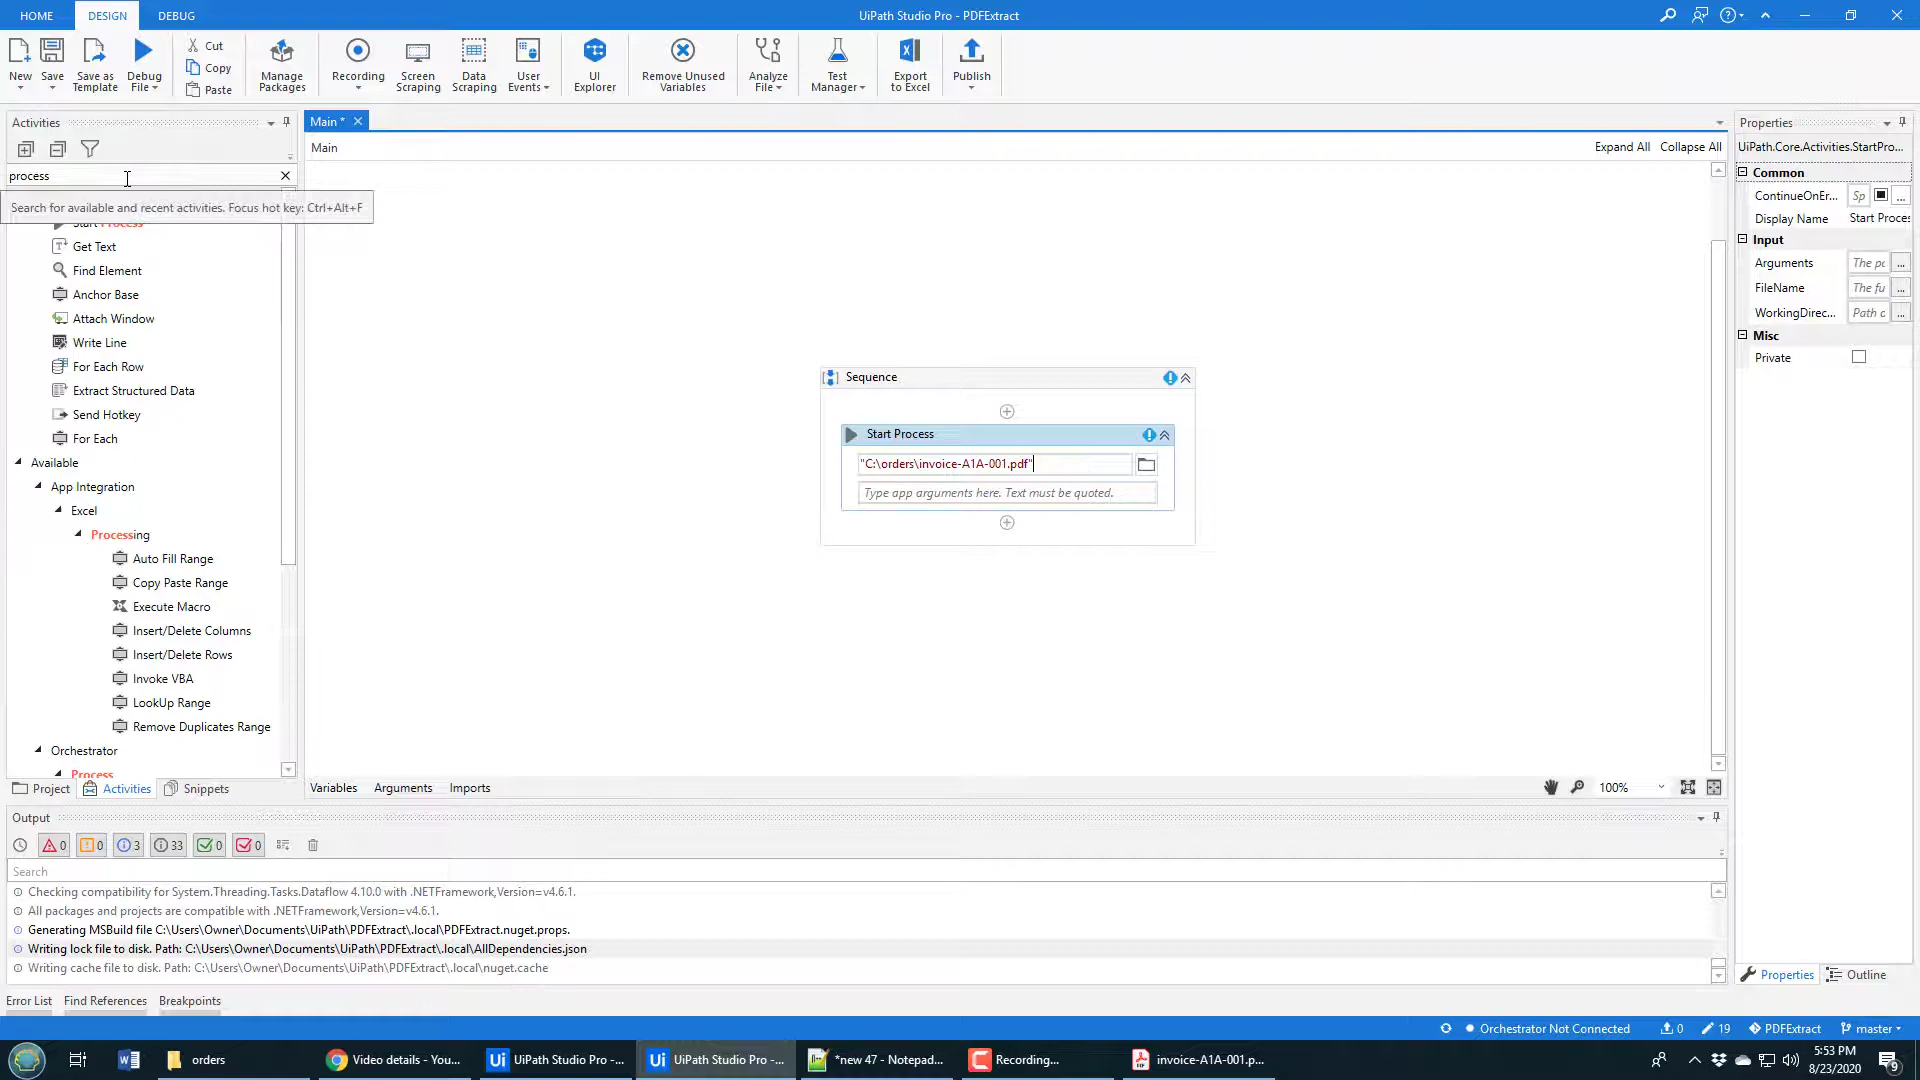 HOME DESIGN DEBUG UiPath Studio Pro - PDFExtract
New Save Save as Template Debug File Cut Copy Paste Manage Packages Recording Screen Scraping Data Scraping User Events UI Explorer Remove Unused Variables Analyze File Test Manager Export to Excel Publish
Activities
process
Search for available and recent activities. Focus hot key: Ctrl+Alt+F
Start Process
Get Text
Find Element
Anchor Base
Attach Window
Write Line
For Each Row
Extract Structured Data
Send Hotkey
For Each
Available
App Integration
Excel
Processing
Auto Fill Range
Copy Paste Range
Execute Macro
Insert/Delete Columns
Insert/Delete Rows
Invoke VBA
LookUp Range
Remove Duplicates Range
Orchestrator
Process
Project Activities Snippets
Main *
Main Expand All Collapse All
Sequence
Start Process
"C:\orders\invoice-A1A-001.pdf"
Type app arguments here. Text must be quoted.
Variables Arguments Imports 100%
Properties
UiPath.Core.Activities.StartPro...
Common
ContinueOnEr... Sp ...
Display Name Start Proces
Input
Arguments The pc ...
FileName The fu ...
WorkingDirec... Path c ...
Misc
Private
Properties Outline
Output
0 0 3 33 0 0
Search
Checking compatibility for System.Threading.Tasks.Dataflow 4.10.0 with .NETFramework,Version=v4.6.1.
All packages and projects are compatible with .NETFramework,Version=v4.6.1.
Generating MSBuild file C:\Users\Owner\Documents\UiPath\PDFExtract\.local\PDFExtract.nuget.props.
Writing lock file to disk. Path: C:\Users\Owner\Documents\UiPath\PDFExtract\.local\AllDependencies.json
Writing cache file to disk. Path: C:\Users\Owner\Documents\UiPath\PDFExtract\.local\nuget.cache
Error List Find References Breakpoints
Orchestrator Not Connected 0 19 PDFExtract master
orders Video details - You... UiPath Studio Pro -... UiPath Studio Pro -... *new 47 - Notepad... Recording... invoice-A1A-001.p...
5:53 PM
8/23/2020
9